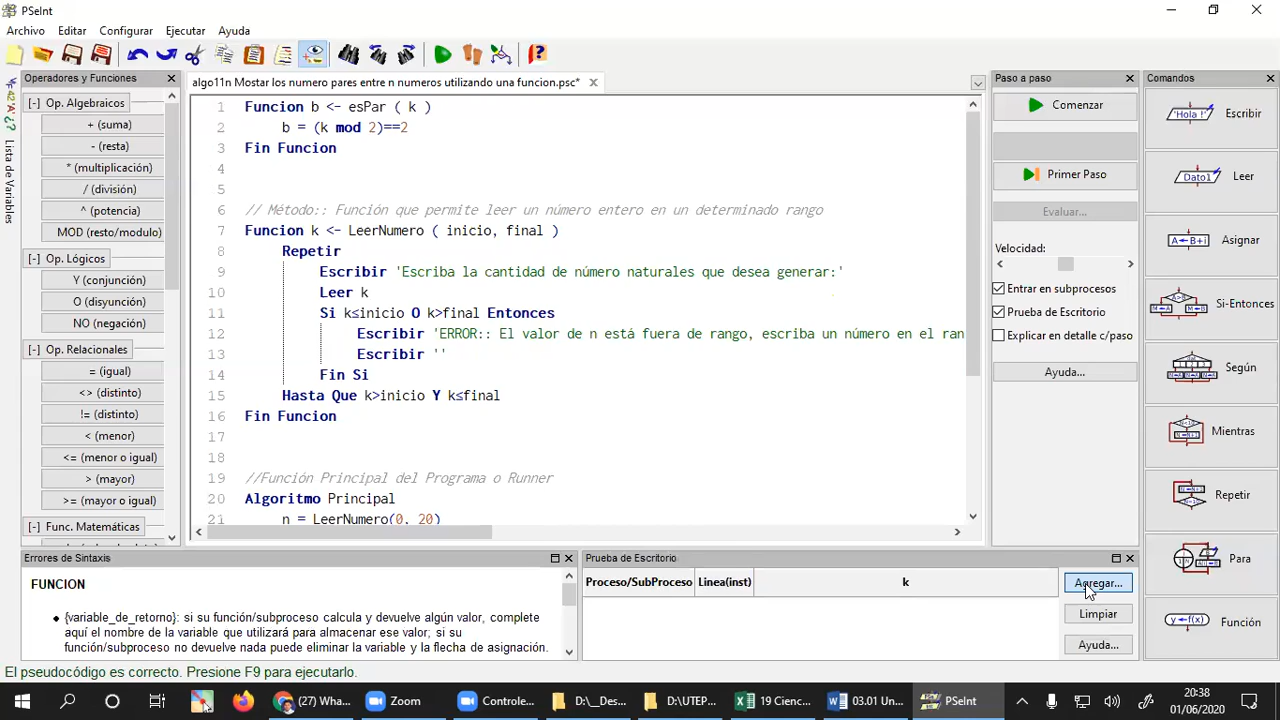 PSeInt
Archivo Editar Configurar Ejecutar Ayuda
Operadores y Funciones
algo11n Mostar los numero pares entre n numeros utilizando una funcion.psc*
Paso a paso
Comandos
Lista de Variables
[-] Op. Algebraicos
+ (suma)
- (resta)
* (multiplicación)
/ (división)
^ (potencia)
MOD (resto/modulo)
[-] Op. Lógicos
Y (conjunción)
O (disyunción)
NO (negación)
[-] Op. Relacionales
= (igual)
<> (distinto)
!= (distinto)
< (menor)
<= (menor o igual)
> (mayor)
>= (mayor o igual)
[-] Func. Matemáticas
1 Funcion b <- esPar ( k )
2 b = (k mod 2)==2
3 Fin Funcion
4
5
6 // Método:: Función que permite leer un número entero en un determinado rango
7 Funcion k <- LeerNumero ( inicio, final )
8 Repetir
9 Escribir 'Escriba la cantidad de número naturales que desea generar:'
10 Leer k
11 Si k≤inicio O k>final Entonces
12 Escribir 'ERROR:: El valor de n está fuera de rango, escriba un número en el ran
13 Escribir ''
14 Fin Si
15 Hasta Que k>inicio Y k≤final
16 Fin Funcion
17
18
19 //Función Principal del Programa o Runner
20 Algoritmo Principal
21 n = LeerNumero(0, 20)
Comenzar
Primer Paso
Evaluar...
Velocidad:
Entrar en subprocesos
Prueba de Escritorio
Explicar en detalle c/paso
Ayuda...
'Hola !' Escribir
Dato1 Leer
A←B+i Asignar
Si-Entonces
Según
Mientras
Repetir
Para
y←f(x) Función
Errores de Sintaxis
FUNCION
• {variable_de_retorno}: si su función/subproceso calcula y devuelve algún valor, complete
aquí el nombre de la variable que utilizará para almacenar ese valor; si su
función/subproceso no devuelve nada puede eliminar la variable y la flecha de asignación.
Prueba de Escritorio
Proceso/SubProceso Linea(inst) k
Agregar...
Limpiar
Ayuda...
El pseudocódigo es correcto. Presione F9 para ejecutarlo.
(27) Wha... Zoom Controle... D:\__Des... D:\UTEP... 19 Cienc... 03.01 Un... PSeInt
20:38
01/06/2020